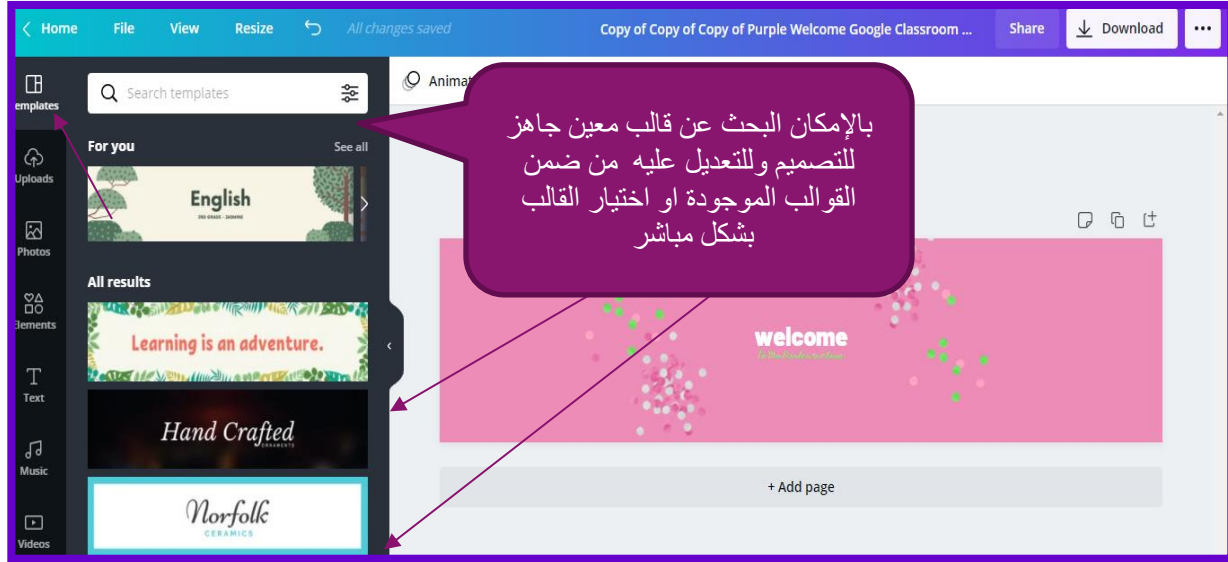 Home File View Resize All changes saved Copy of Copy of Copy of Purple Welcome Google Classroom ... Share Download
emplates
Search templates
Animat
بالإمكان البحث عن قالب معين جاهز
للتصميم وللتعديل عليه من ضمن
القوالب الموجودة او اختيار القالب
بشكل مباشر
For you See all
Uploads
English
Photos
All results
Elements
Learning is an adventure.
welcome
Text
Hand Crafted
ORNAMENTS
Music
+ Add page
Norfolk
CERAMICS
Videos